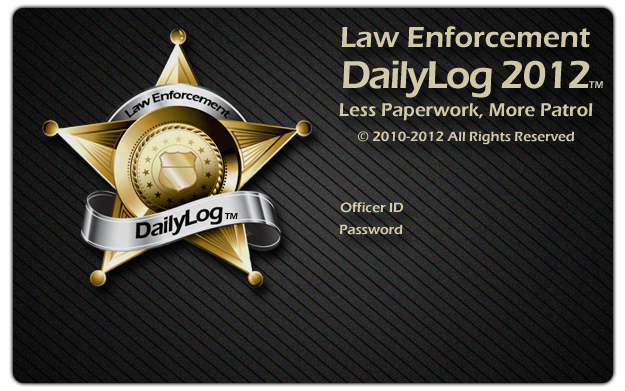 Law Enforcement
DailyLog™
Law Enforcement
DailyLog 2012™
Less Paperwork, More Patrol
© 2010-2012 All Rights Reserved
Officer ID
Password